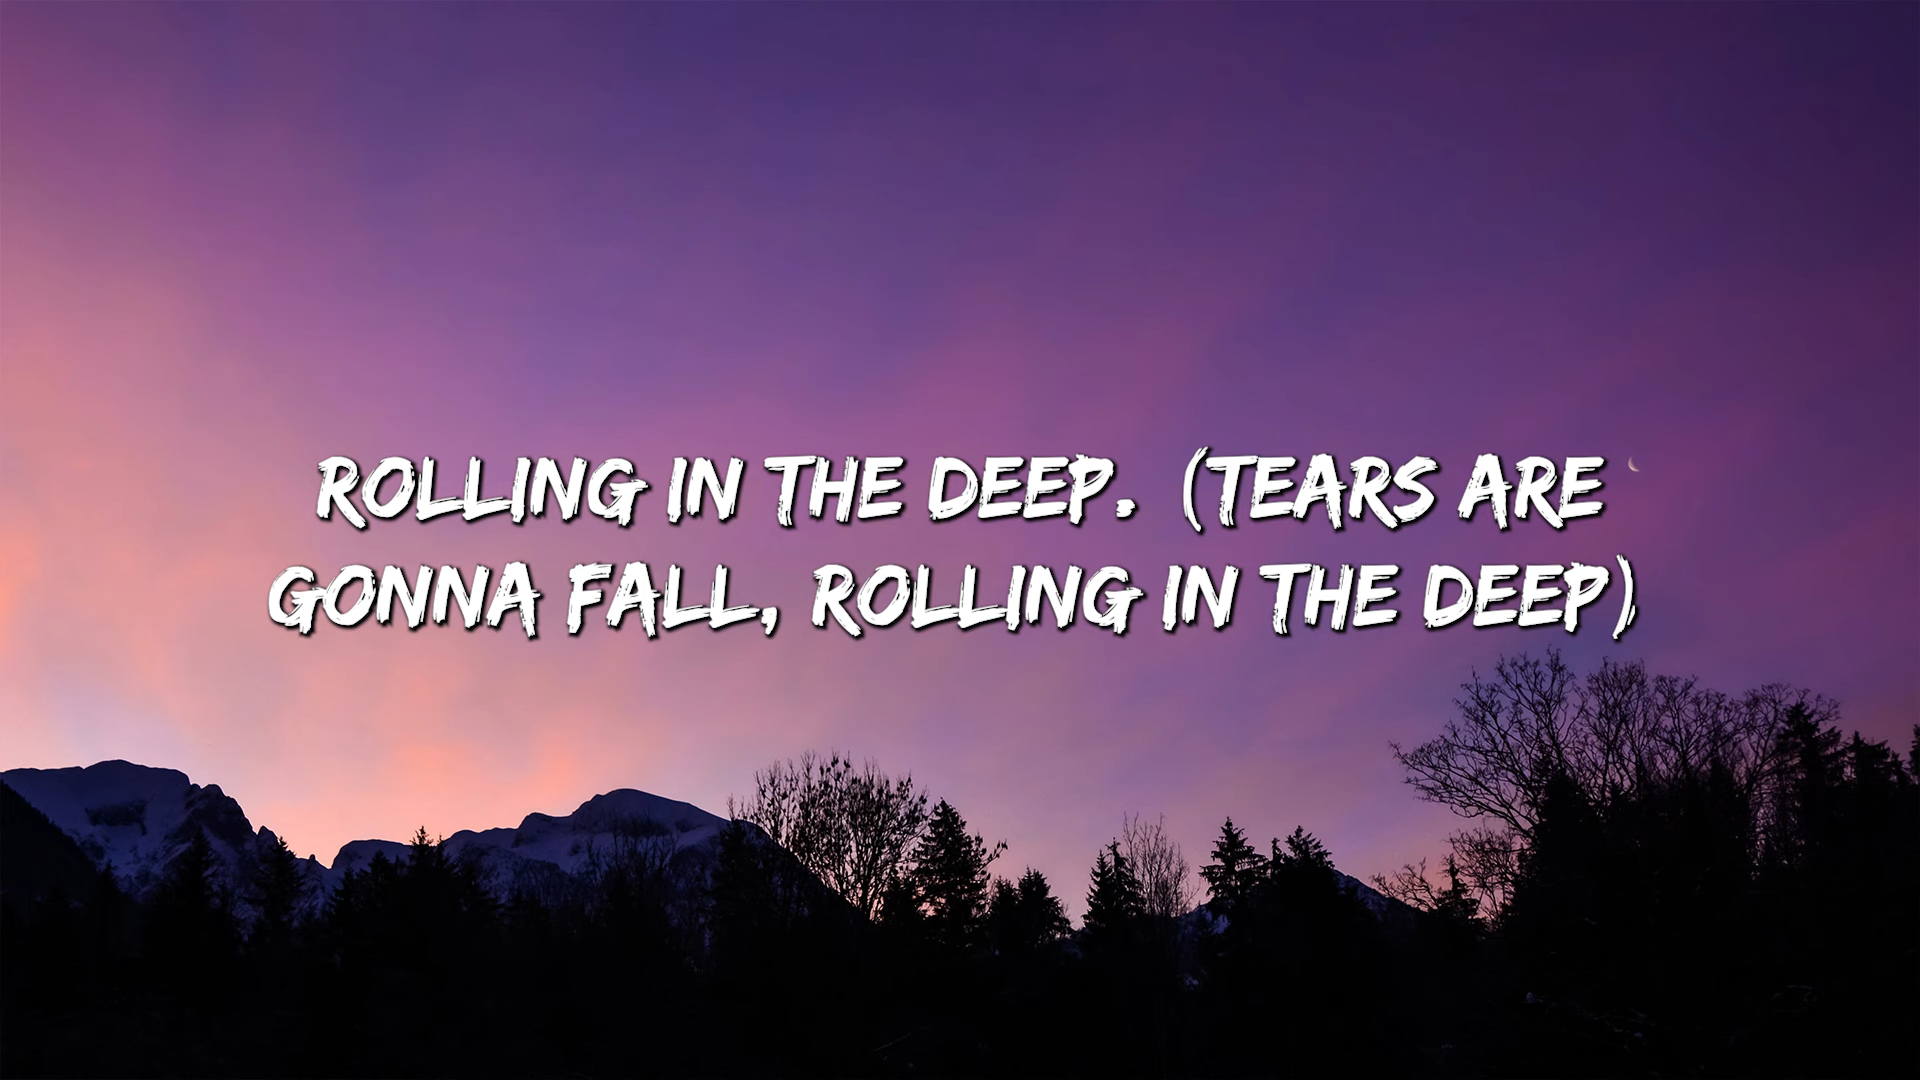 ROLLING IN THE DEEP. (TEARS ARE
GONNA FALL, ROLLING IN THE DEEP)